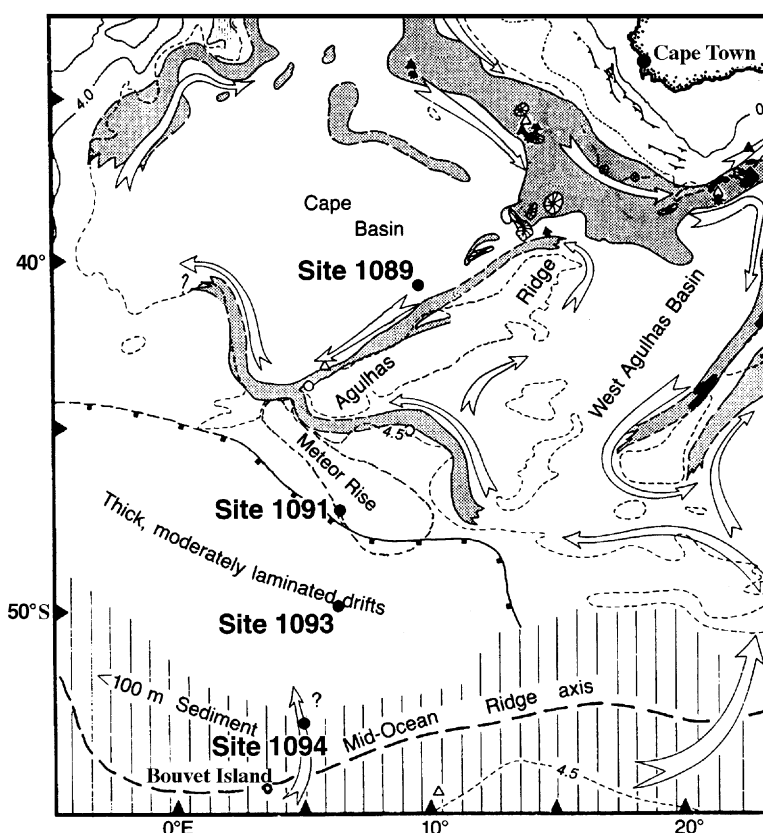 Cape Town
4.0
0
Cape
Basin
40°
Site 1089
Ridge
?
West Agulhas Basin
Agulhas
4.5
Meteor Rise
Site 1091
Thick, moderately laminated drifts
50°S
Site 1093
<100 m Sediment
?
Mid-Ocean Ridge axis
Site 1094
Bouvet Island
4.5
0°E
10°
20°